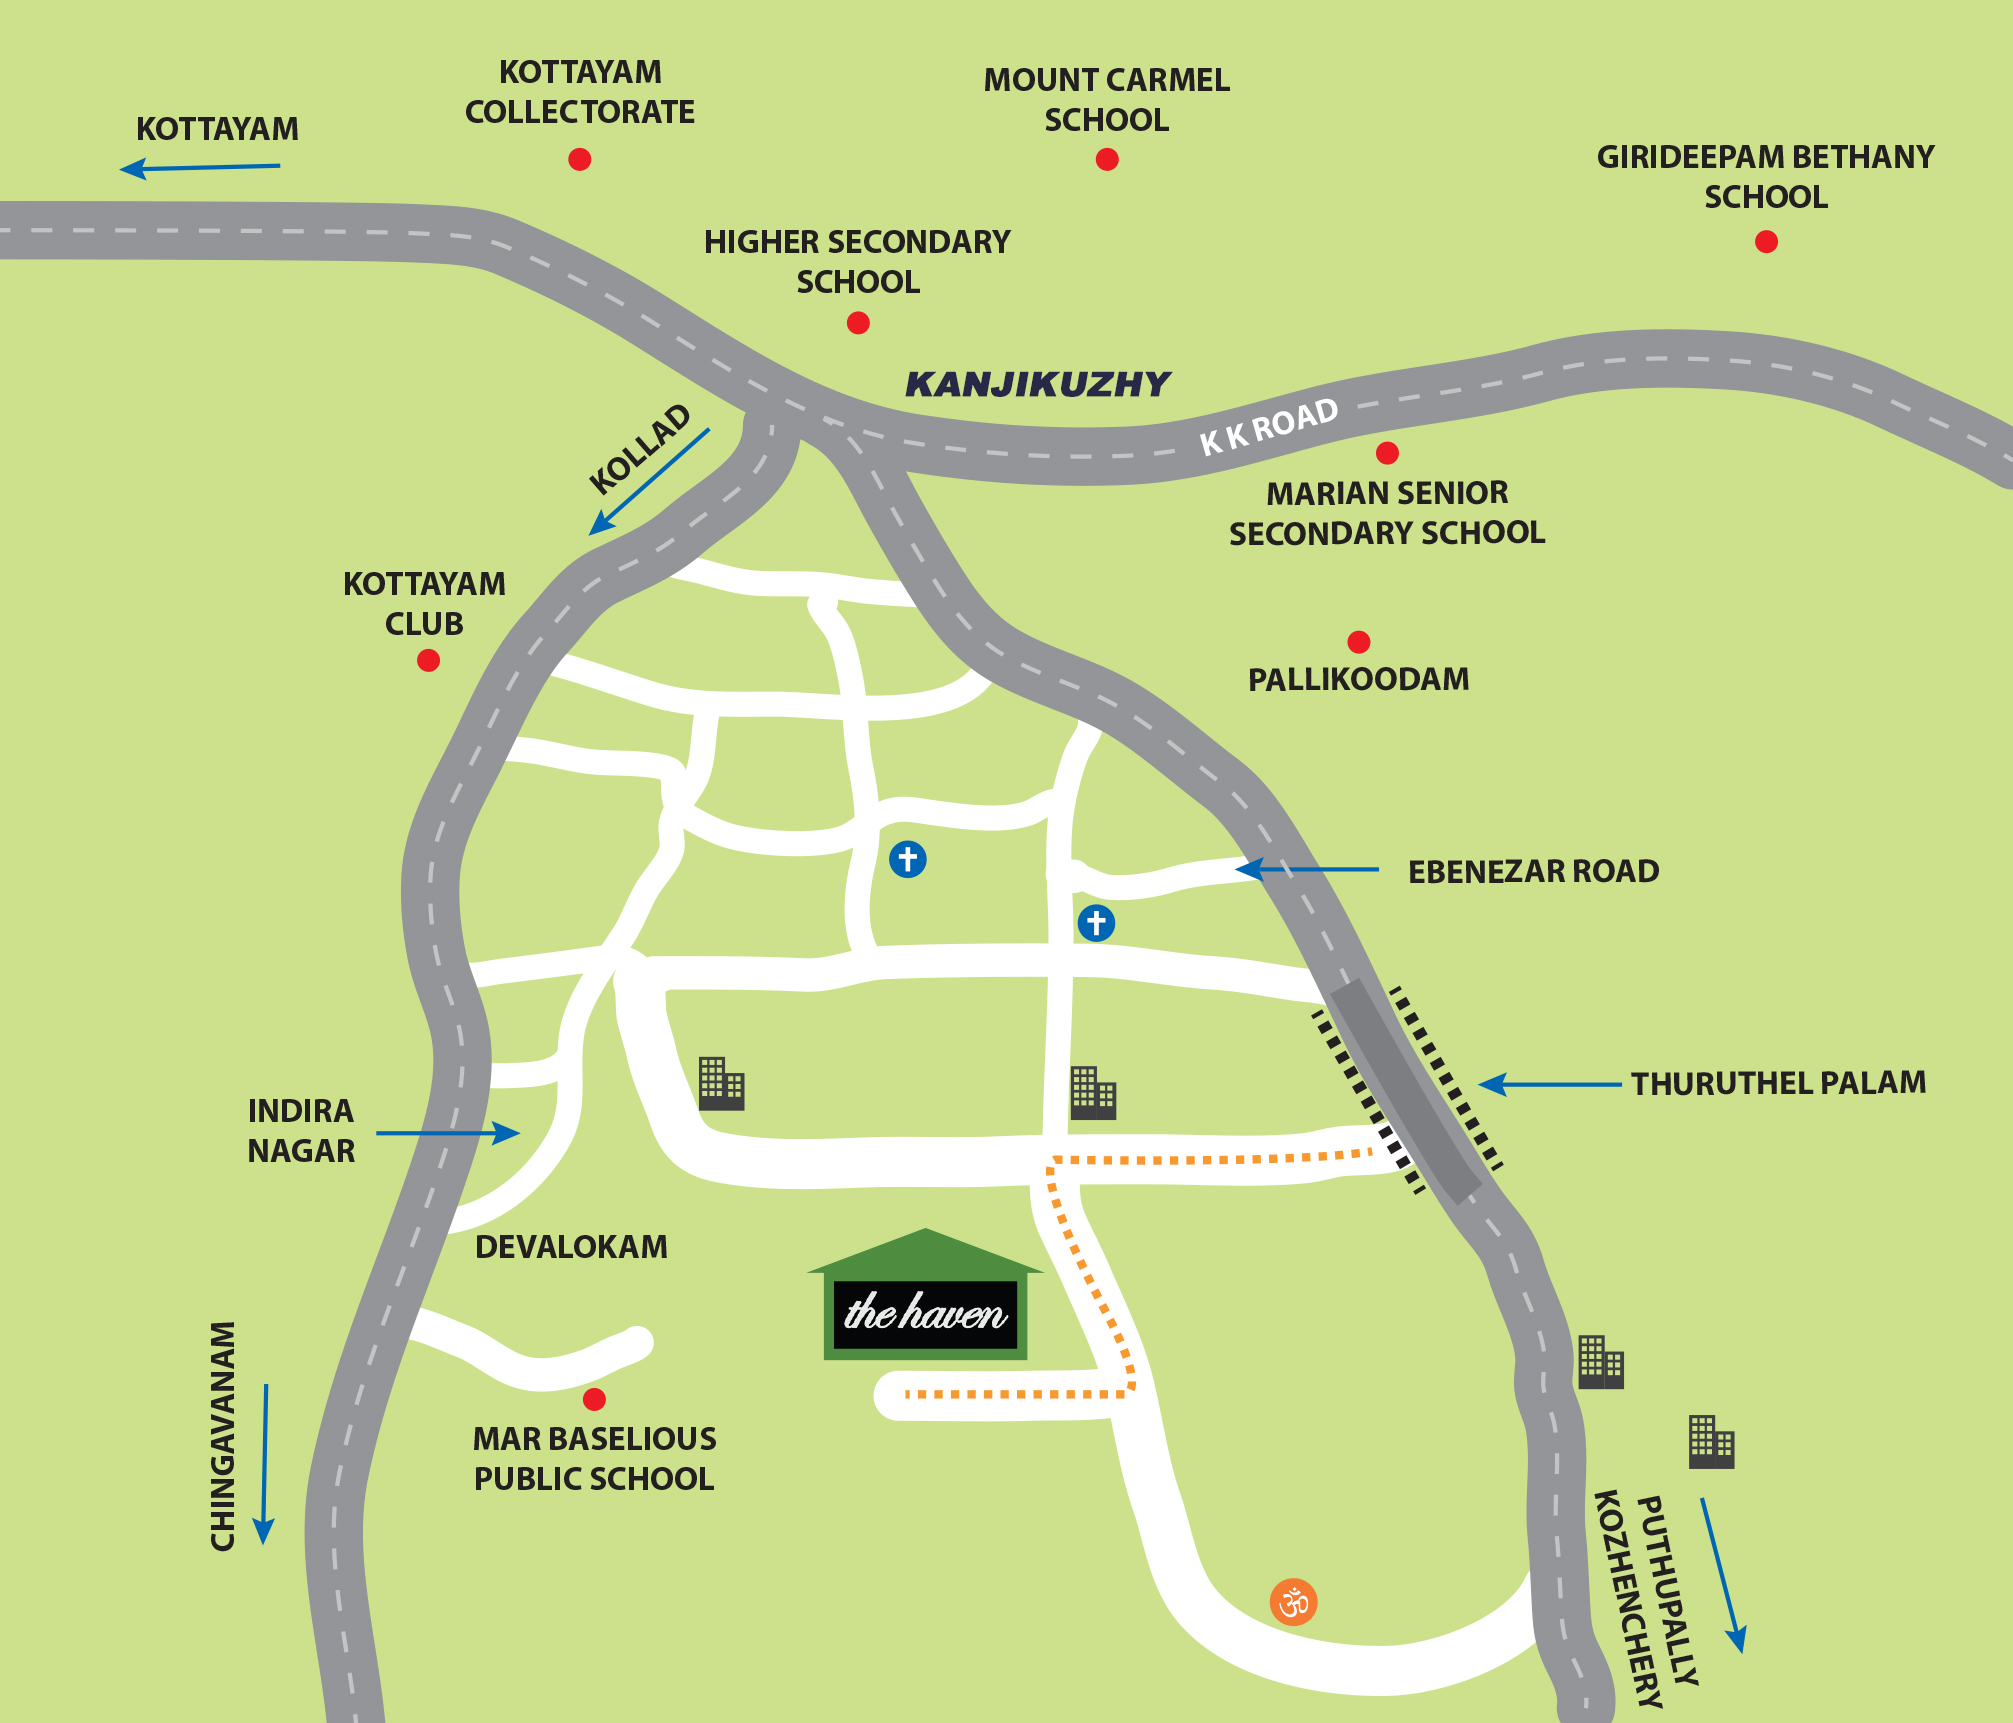 KOTTAYAM
COLLECTORATE
MOUNT CARMEL
SCHOOL
KOTTAYAM
GIRIDEEPAM BETHANY
SCHOOL
HIGHER SECONDARY
SCHOOL
KANJIKUZHY
K K ROAD
KOLLAD
MARIAN SENIOR
SECONDARY SCHOOL
KOTTAYAM
CLUB
PALLIKOODAM
EBENEZAR ROAD
THURUTHEL PALAM
INDIRA
NAGAR
DEVALOKAM
the haven
CHINGAVANAM
MAR BASELIOUS
PUBLIC SCHOOL
PUTHUPALLY
KOZHENCHERY
ॐ